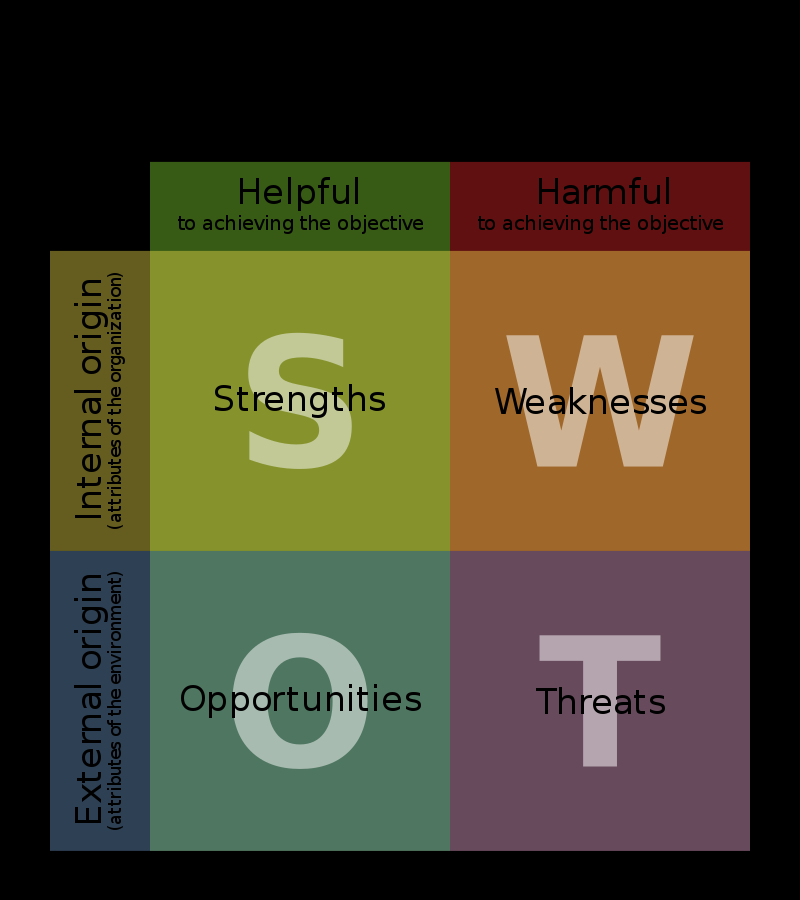 Helpful
to achieving the objective
Harmful
to achieving the objective
Internal origin
(attributes of the organization)
S
Strengths
W
Weaknesses
External origin
(attributes of the environment)
O
Opportunities
T
Threats